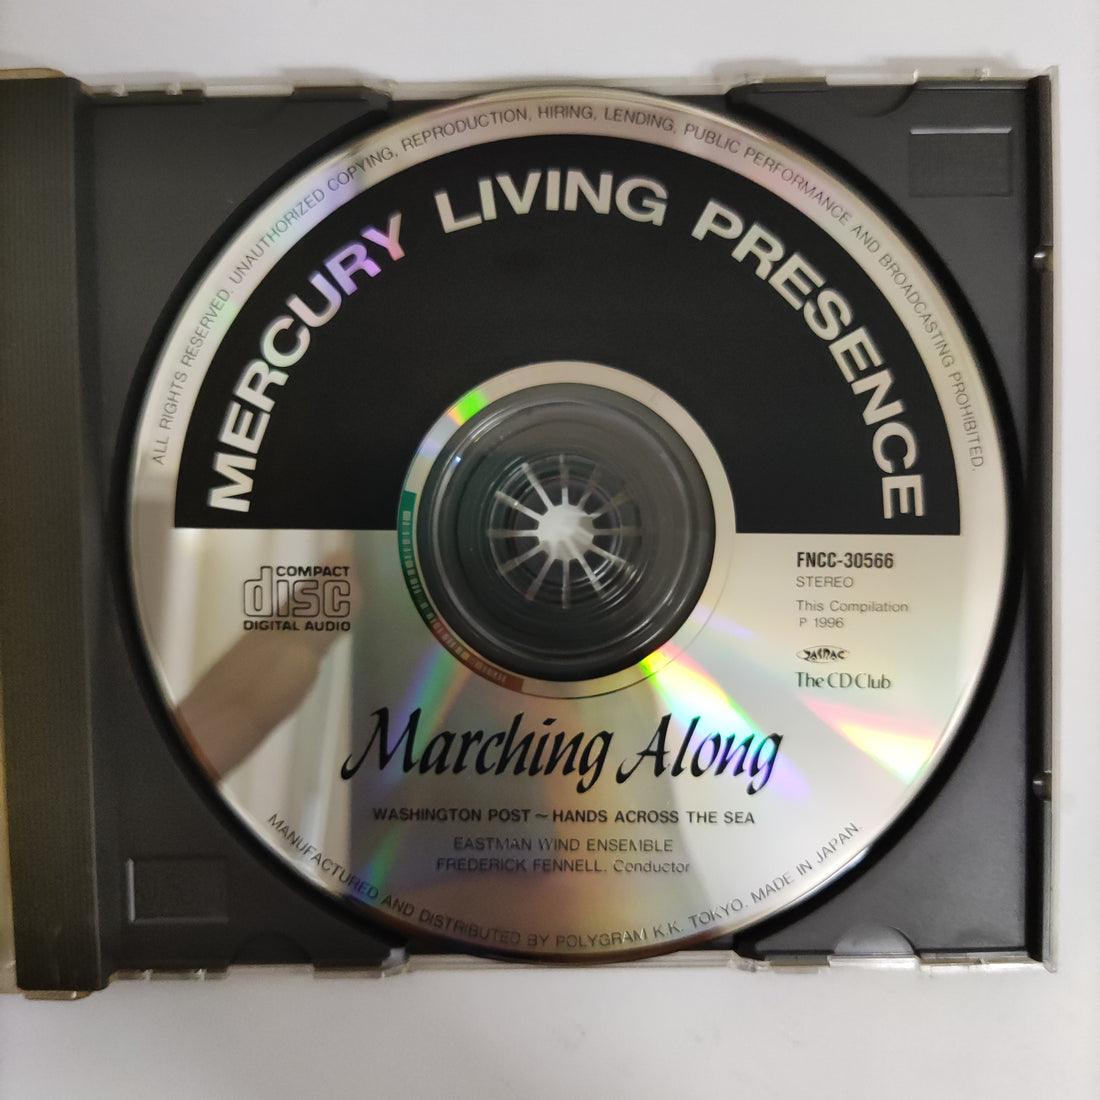 ALL RIGHTS RESERVED. UNAUTHORIZED COPYING, REPRODUCTION, HIRING, LENDING, PUBLIC PERFORMANCE AND BROADCASTING PROHIBITED.
MERCURY LIVING PRESENCE
COMPACT
disc
DIGITAL AUDIO
FNCC-30566
STEREO
This Compilation
P 1996
JASRAC
The CD Club
Marching Along
WASHINGTON POST ~ HANDS ACROSS THE SEA
EASTMAN WIND ENSEMBLE
FREDERICK FENNELL, Conductor
MANUFACTURED AND DISTRIBUTED BY POLYGRAM K.K. TOKYO. MADE IN JAPAN.